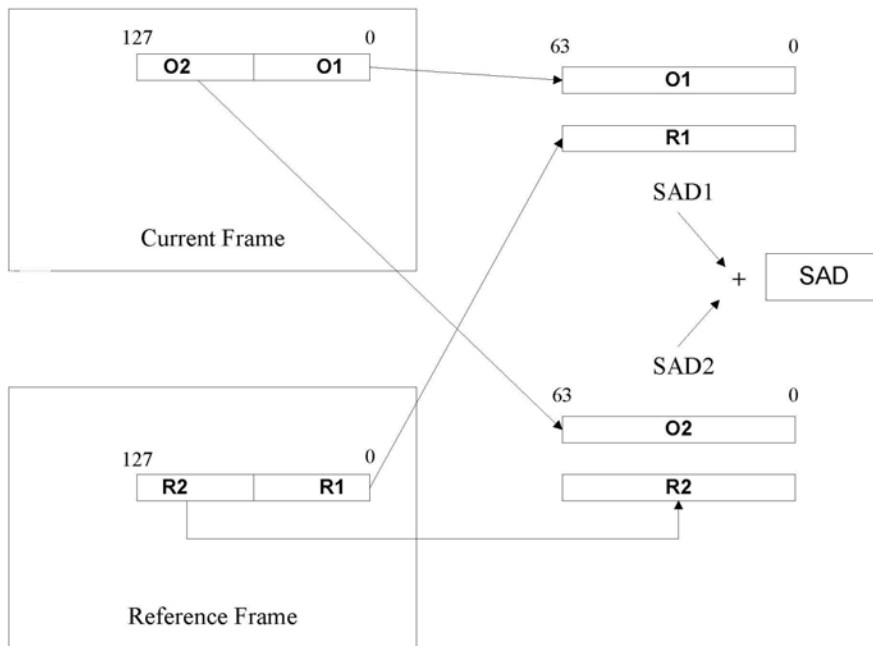 127 0
O2 O1
Current Frame
63 0
O1
R1
SAD1
+ SAD
SAD2
63 0
O2
R2
127 0
R2 R1
Reference Frame